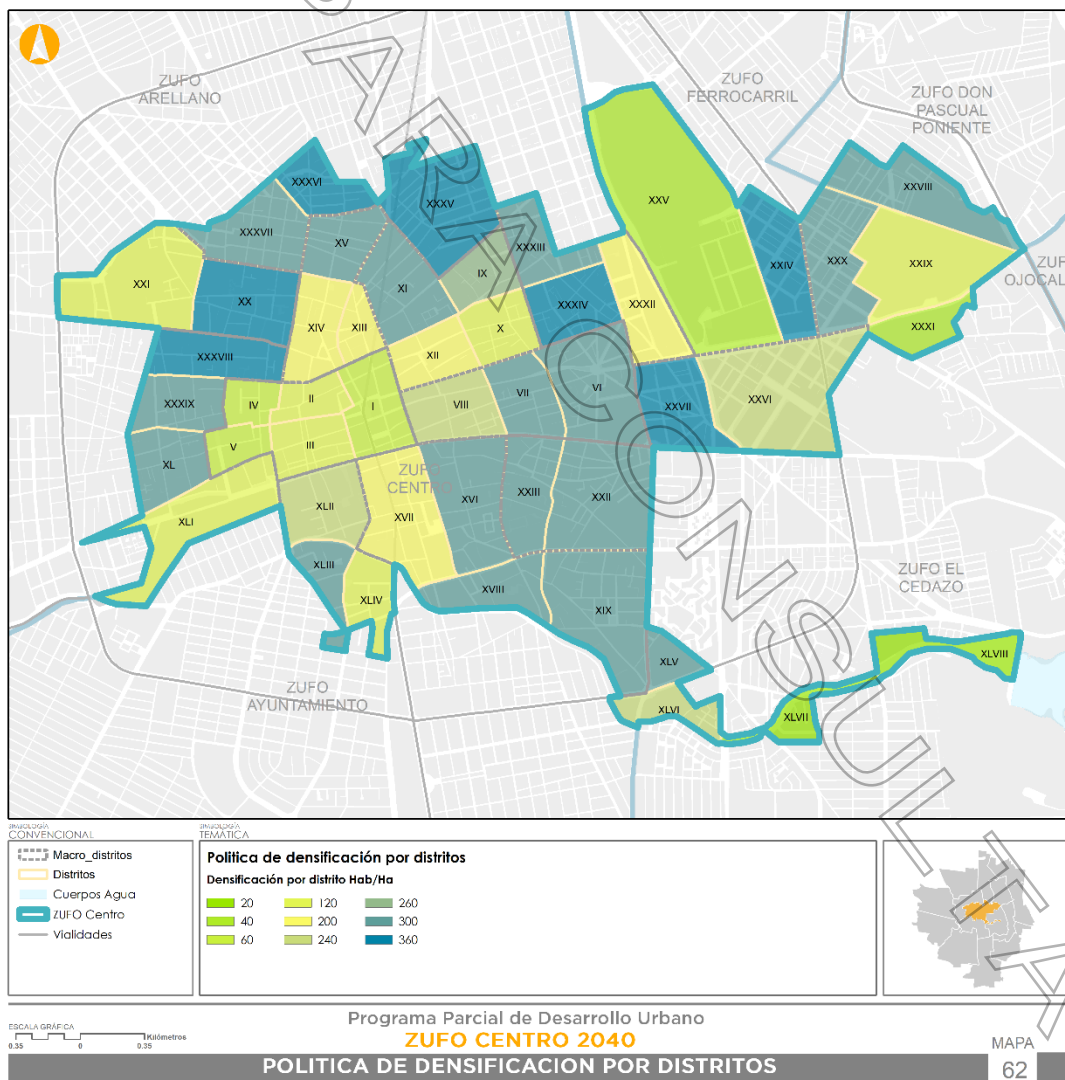 ZUFO
ARELLANO
ZUFO
FERROCARRIL
ZUFO DON
PASCUAL
PONIENTE
XXXVI
XXXV
XXV
XXVIII
XXXVII
XV
XXXIII
XXIV
XXX
XXIX
ZUFO
OJOCAL
XXI
XX
XI
IX
XXXIV
XXXII
XXXI
XIV
XIII
X
XXXVIII
XII
VI
XXXIX
IV
II
I
VIII
VII
XXVII
XXVI
V
III
XL
ZUFO
CENTRO
XVI
XXIII
XXII
XLI
XLII
XVII
XLIII
XLIV
XVIII
XIX
ZUFO EL
CEDAZO
XLV
XLVIII
ZUFO
AYUNTAMIENTO
XLVI
XLVII
PARA CONSULTA
SIMBOLOGÍA
CONVENCIONAL
Macro_distritos
Distritos
Cuerpos Agua
ZUFO Centro
Vialidades
SIMBOLOGÍA
TEMÁTICA
Politica de densificación por distritos
Densificación por distrito Hab/Ha
20 120 260
40 200 300
60 240 360
ESCALA GRÁFICA
0.35 0 0.35 Kilómetros
Programa Parcial de Desarrollo Urbano
ZUFO CENTRO 2040
POLITICA DE DENSIFICACION POR DISTRITOS
MAPA
62